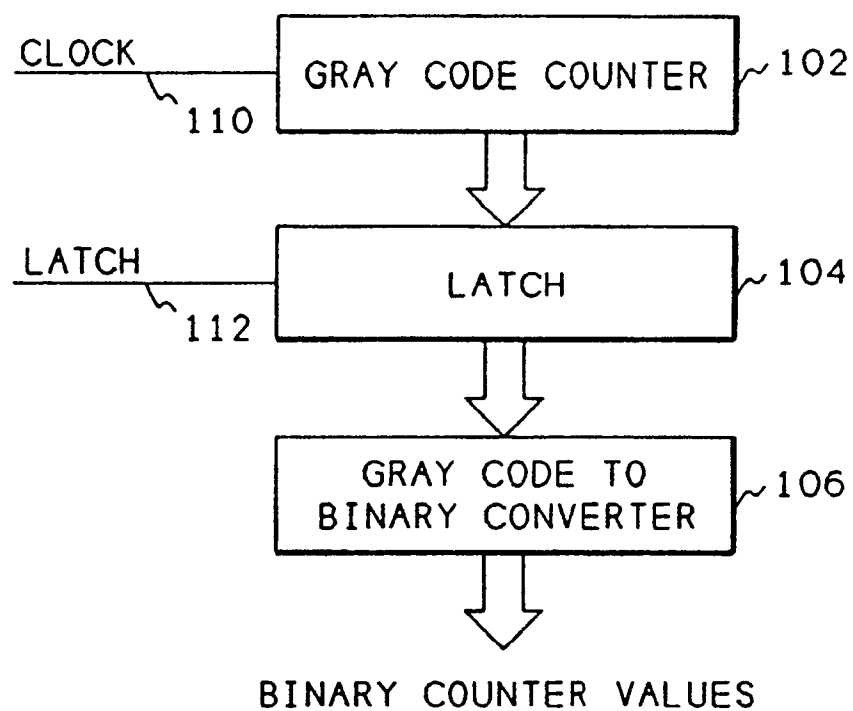 CLOCK
110
GRAY CODE COUNTER
102
LATCH
112
LATCH
104
GRAY CODE TO
BINARY CONVERTER
106
BINARY COUNTER VALUES